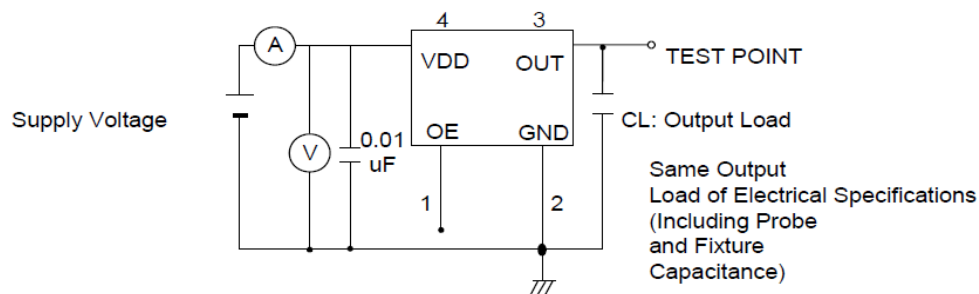 4
3
A
VDD
OUT
TEST POINT
Supply Voltage
CL: Output Load
0.01
uF
V
OE
GND
1
2
Same Output
Load of Electrical Specifications
(Including Probe
and Fixture
Capacitance)